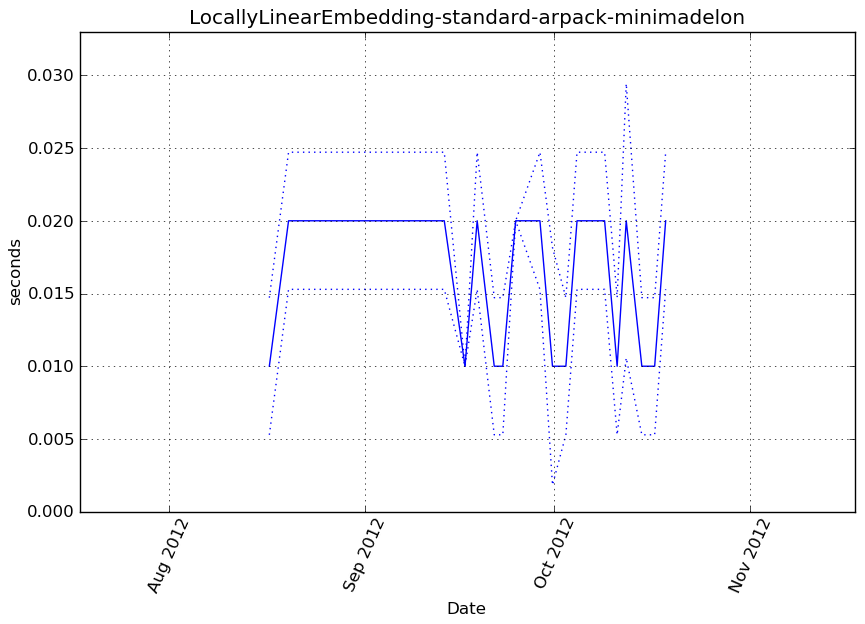 LocallyLinearEmbedding-standard-arpack-minimadelon
0.030
0.025
0.020
0.015
0.010
0.005
0.000
seconds
Aug 2012
Sep 2012
Oct 2012
Nov 2012
Date